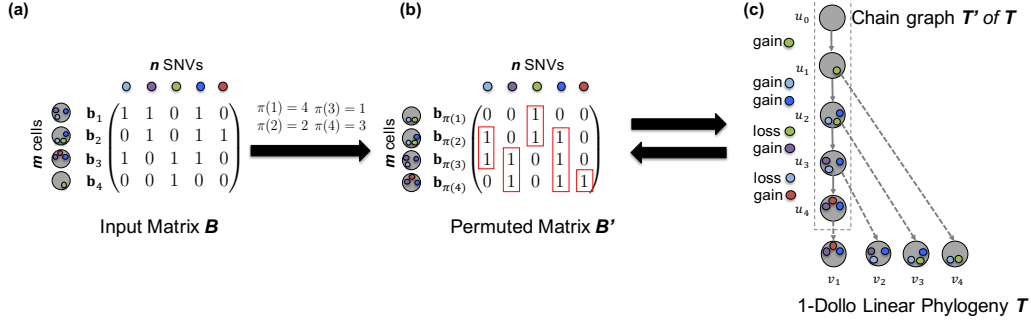 (a)
n SNVs
m cells
b₁ 1 1 0 1 0
b₂ 0 1 0 1 1
b₃ 1 0 1 1 0
b₄ 0 0 1 0 0
Input Matrix B
π(1) = 4 π(3) = 1
π(2) = 2 π(4) = 3
(b)
n SNVs
m cells
b_π(1) 0 0 1 0 0
b_π(2) 1 0 1 1 0
b_π(3) 1 1 0 1 0
b_π(4) 0 1 0 1 1
Permuted Matrix B’
(c)
Chain graph T’ of T
u₀
gain
u₁
gain
gain
u₂
loss
gain
u₃
loss
gain
u₄
v₁ v₂ v₃ v₄
1-Dollo Linear Phylogeny T